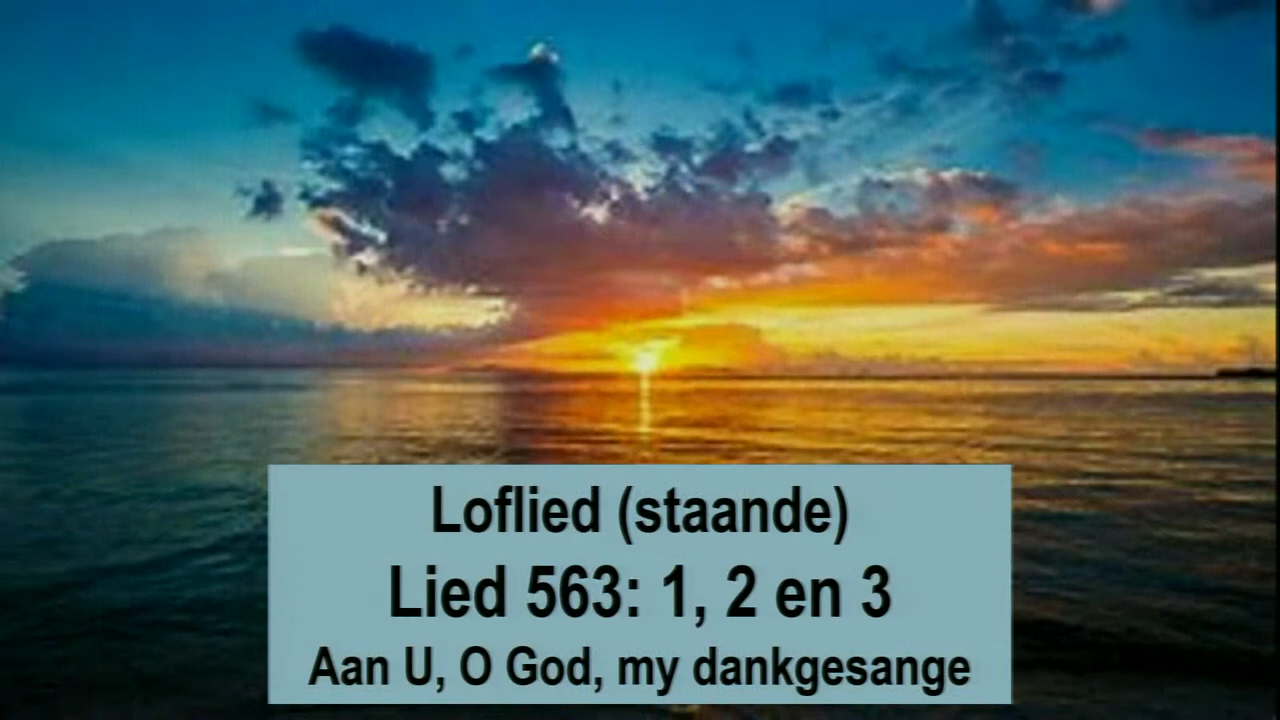 Loflied (staande)
Lied 563: 1, 2 en 3
Aan U, O God, my dankgesange